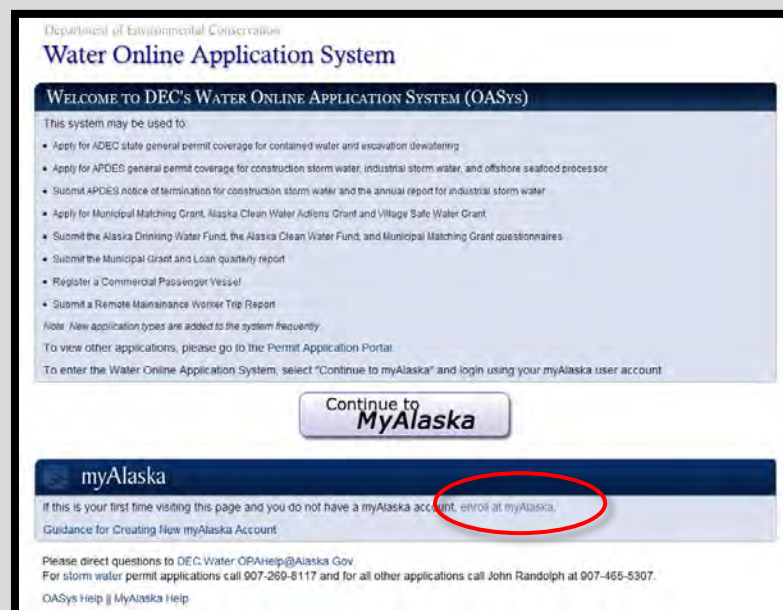 Department of Environmental Conservation
Water Online Application System
WELCOME TO DEC'S WATER ONLINE APPLICATION SYSTEM (OASYS)
This system may be used to:
• Apply for ADEC state general permit coverage for contained water and excavation dewatering
• Apply for APDES general permit coverage for construction storm water, industrial storm water, and offshore seafood processor
• Submit APDES notice of termination for construction storm water and the annual report for industrial storm water
• Apply for Municipal Matching Grant, Alaska Clean Water Actions Grant and Village Safe Water Grant
• Submit the Alaska Drinking Water Fund, the Alaska Clean Water Fund, and Municipal Matching Grant questionnaires
• Submit the Municipal Grant and Loan quarterly report
• Register a Commercial Passenger Vessel
• Submit a Remote Mainainance Worker Trip Report
Note: New application types are added to the system frequently.
To view other applications, please go to the Permit Application Portal.
To enter the Water Online Application System, select "Continue to myAlaska" and login using your myAlaska user account
Continue to
MyAlaska
myAlaska
If this is your first time visiting this page and you do not have a myAlaska account, enroll at myAlaska.
Guidance for Creating New myAlaska Account
Please direct questions to DEC.Water.OPAHelp@Alaska.Gov
For storm water permit applications call 907-269-8117 and for all other applications call John Randolph at 907-465-5307.
OASys Help || MyAlaska Help